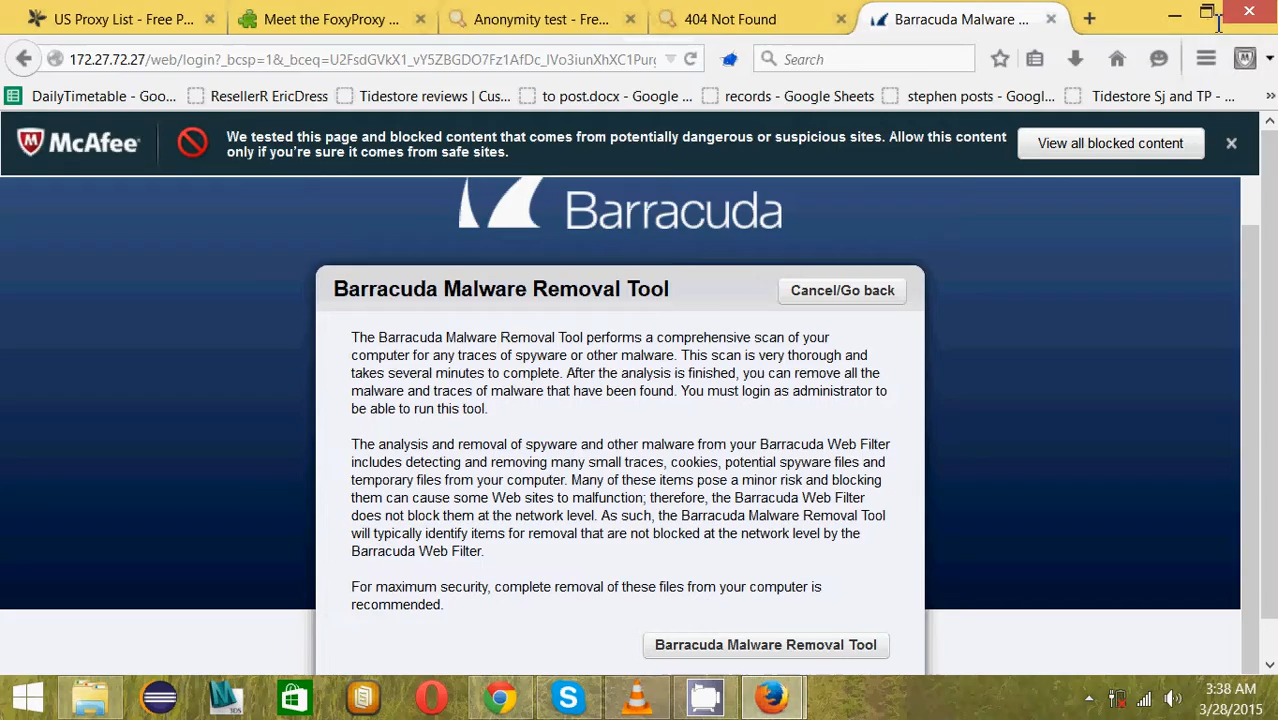 US Proxy List - Free P...
Meet the FoxyProxy ...
Anonymity test - Fre...
404 Not Found
Barracuda Malware ...
172.27.72.27/web/login?_bcsp=1&_bceq=U2FsdGVkX1_vY5ZBGDO7Fz1AfDc_IVo3iunXhXC1Purg
Search
DailyTimetable - Goo...
ResellerR EricDress
Tidestore reviews | Cus...
to post.docx - Google ...
records - Google Sheets
stephen posts - Googl...
Tidestore Sj and TP - ...
McAfee
We tested this page and blocked content that comes from potentially dangerous or suspicious sites. Allow this content
only if you're sure it comes from safe sites.
View all blocked content
Barracuda
Barracuda Malware Removal Tool
Cancel/Go back
The Barracuda Malware Removal Tool performs a comprehensive scan of your
computer for any traces of spyware or other malware. This scan is very thorough and
takes several minutes to complete. After the analysis is finished, you can remove all the
malware and traces of malware that have been found. You must login as administrator to
be able to run this tool.
The analysis and removal of spyware and other malware from your Barracuda Web Filter
includes detecting and removing many small traces, cookies, potential spyware files and
temporary files from your computer. Many of these items pose a minor risk and blocking
them can cause some Web sites to malfunction; therefore, the Barracuda Web Filter
does not block them at the network level. As such, the Barracuda Malware Removal Tool
will typically identify items for removal that are not blocked at the network level by the
Barracuda Web Filter.
For maximum security, complete removal of these files from your computer is
recommended.
Barracuda Malware Removal Tool
3:38 AM
3/28/2015